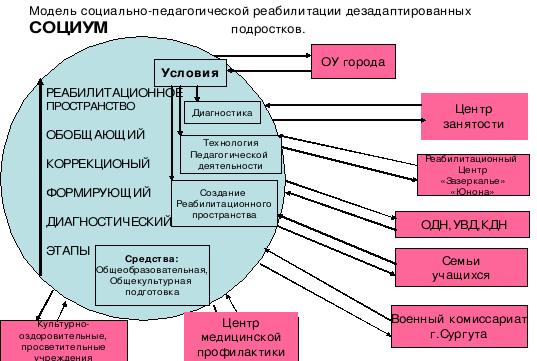 Модель социально-педагогической реабилитации дезадаптированных
подростков.
СОЦИУМ
Условия
ОУ города
РЕАБИЛИТАЦИОННОЕ
ПРОСТРАНСТВО
ОБОБЩАЮЩИЙ
КОРРЕКЦИОНЫЙ
ФОРМИРУЮЩИЙ
ДИАГНОСТИЧЕСКИЙ
ЭТАПЫ
Диагностика
Технология
Педагогической
деятельности
Создание
Реабилитационного
пространства
Средства:
Общеобразовательная,
Общекультурная
подготовка
Центр
занятости
Реабилитационный
Центр
«Зазеркалье»
«Юнона»
ОДН,УВД,КДН
Семьи
учащихся
Военный комиссариат
г.Сургута
Культурно-
оздоровительные,
просветительные
учреждения
Центр
медицинской
профилактики